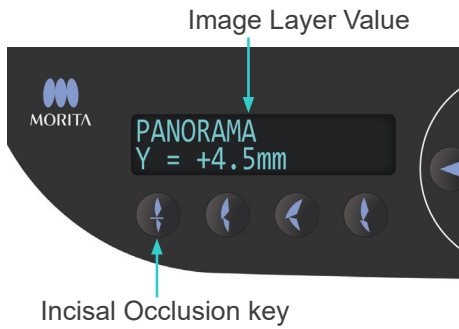 Image Layer Value
MORITA
PANORAMA
Y = +4.5mm
Incisal Occlusion key